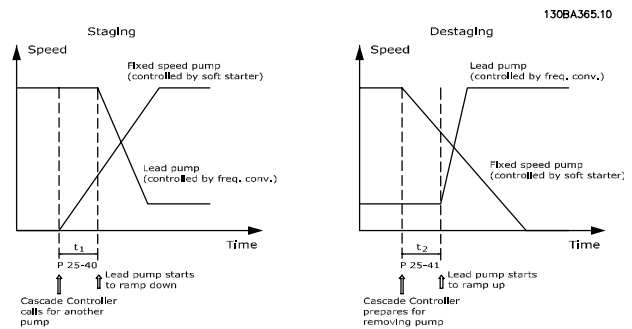 130BA365.10
Staging
Speed
Fixed speed pump
(controlled by soft starter)
Lead pump
(controlled by freq. conv.)
Time
t1
P 25-40
Lead pump starts
to ramp down
Cascade Controller
calls for another
pump
Destaging
Speed
Lead pump
(controlled by freq. conv.)
Fixed speed pump
(controlled by soft starter)
Time
t2
P 25-41
Lead pump starts
to ramp up
Cascade Controller
prepares for
removing pump